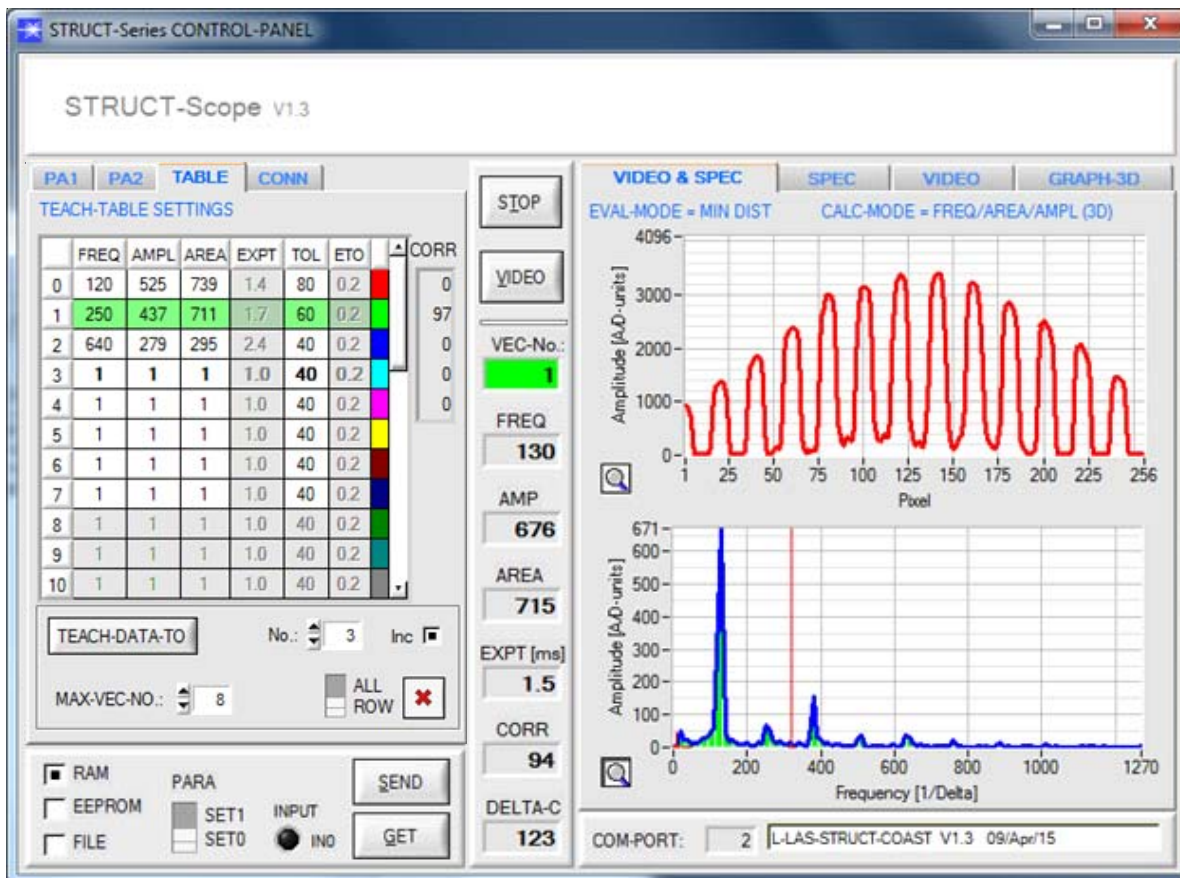 STRUCT-Series CONTROL-PANEL
STRUCT-Scope V1.3
PA1 PA2 TABLE CONN
TEACH-TABLE SETTINGS
FREQ AMPL AREA EXPT TOL ETO CORR
0 120 525 739 1.4 80 0.2 0
1 250 437 711 1.7 60 0.2 97
2 640 279 295 2.4 40 0.2 0
3 1 1 1 1.0 40 0.2 0
4 1 1 1 1.0 40 0.2 0
5 1 1 1 1.0 40 0.2
6 1 1 1 1.0 40 0.2
7 1 1 1 1.0 40 0.2
8 1 1 1 1.0 40 0.2
9 1 1 1 1.0 40 0.2
10 1 1 1 1.0 40 0.2
TEACH-DATA-TO No.: 3 Inc
MAX-VEC-NO.: 8 ALL
ROW
RAM
EEPROM
FILE
PARA
SET1
SET0
INPUT
IN0
SEND
GET
STOP
VIDEO
VEC-No.:
1
FREQ
130
AMP
676
AREA
715
EXPT [ms]
1.5
CORR
94
DELTA-C
123
VIDEO & SPEC SPEC VIDEO GRAPH-3D
EVAL-MODE = MIN DIST CALC-MODE = FREQ/AREA/AMPL (3D)
Amplitude [A/D-units]
4096
3000
2000
1000
0
1 25 50 75 100 125 150 175 200 225 256
Pixel
Amplitude [A/D-units]
671
600
500
400
300
200
100
0
0 200 400 600 800 1000 1270
Frequency [1/Delta]
COM-PORT: 2 L-LAS-STRUCT-COAST V1.3 09/Apr/15